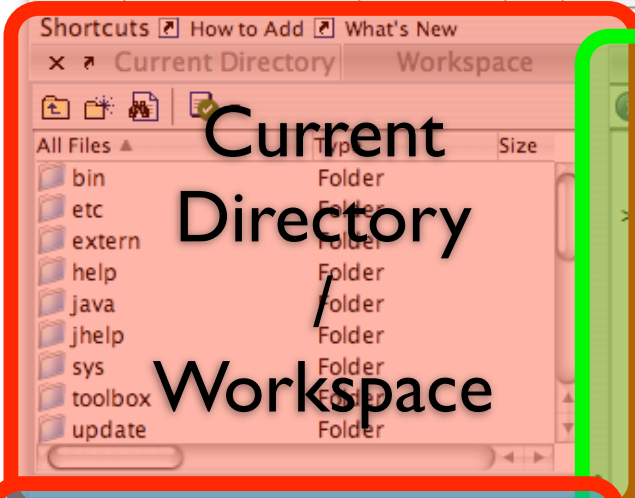 Shortcuts How to Add What's New
Current Directory Workspace
All Files Type Size
bin Folder
etc Folder
extern Folder
help Folder
java Folder
jhelp Folder
sys Folder
toolbox Folder
update Folder
Current
Directory
/
Workspace
>